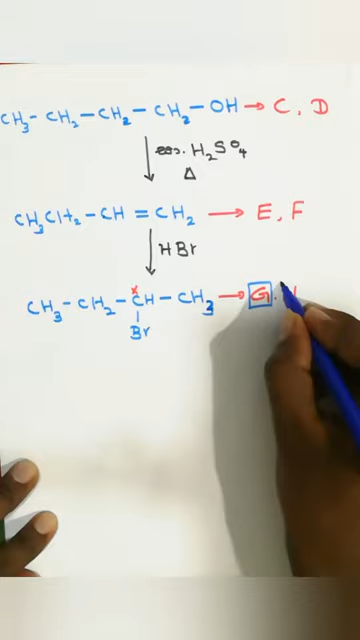 CH₃-CH₂-CH₂-CH₂-OH→C, D
conc. H₂SO₄
Δ
CH₃CH₂-CH=CH₂→E, F
HBr
x
CH₃-CH₂-CH-CH₃→G
Br